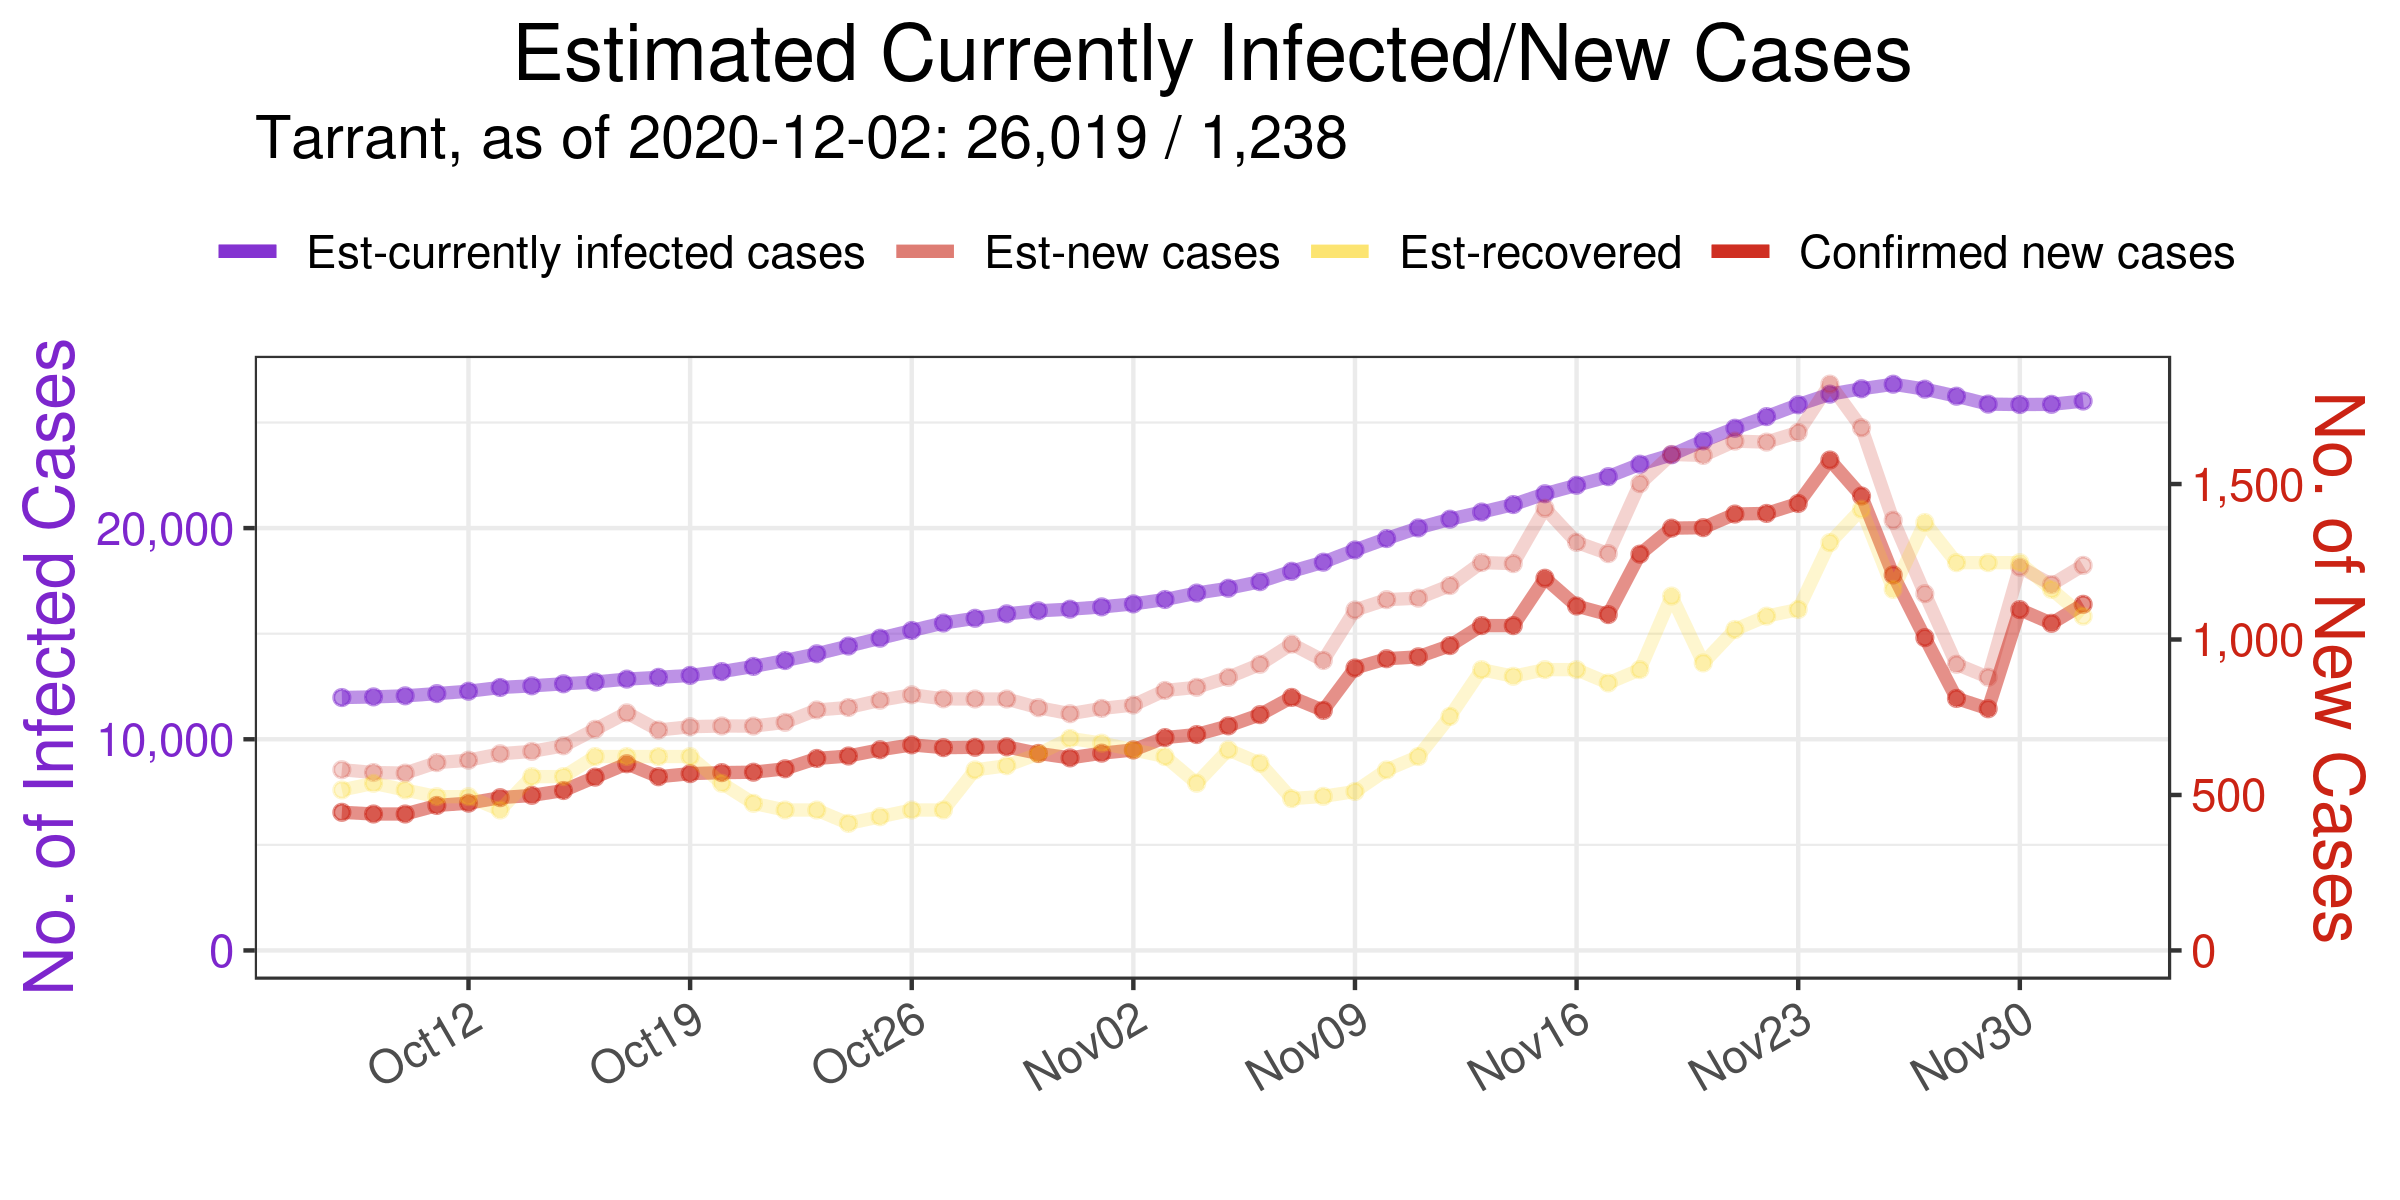 Estimated Currently Infected/New Cases
Tarrant, as of 2020-12-02: 26,019 / 1,238
Est-currently infected cases Est-new cases Est-recovered Confirmed new cases
No. of Infected Cases
20,000
10,000
0
1,500
1,000
500
0
No. of New Cases
Oct12 Oct19 Oct26 Nov02 Nov09 Nov16 Nov23 Nov30